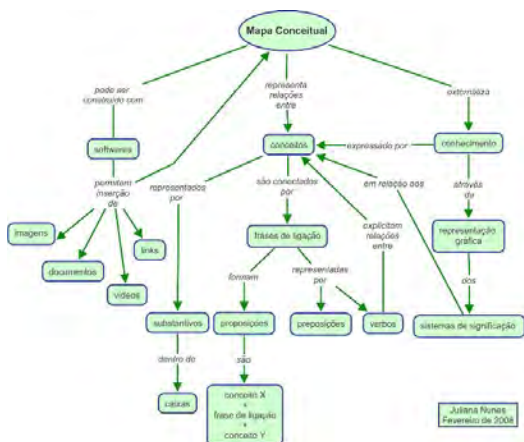 Mapa Conceitual
pode ser
construído com
representa
relações
entre
externaliza
softwares
conceitos
expressado por
conhecimento
permitem
inserção
de
representados
por
são conectados
por
em relação aos
através
da
imagens
links
documentos
vídeos
frases de ligação
explicitam
relações
entre
representação
gráfica
formam
representadas
por
dos
substantivos
proposições
preposições
verbos
sistemas de significação
dentro de
são
caixas
conceito X
+
frase de ligação
+
conceito Y
Juliana Nunes
Fevereiro de 2008